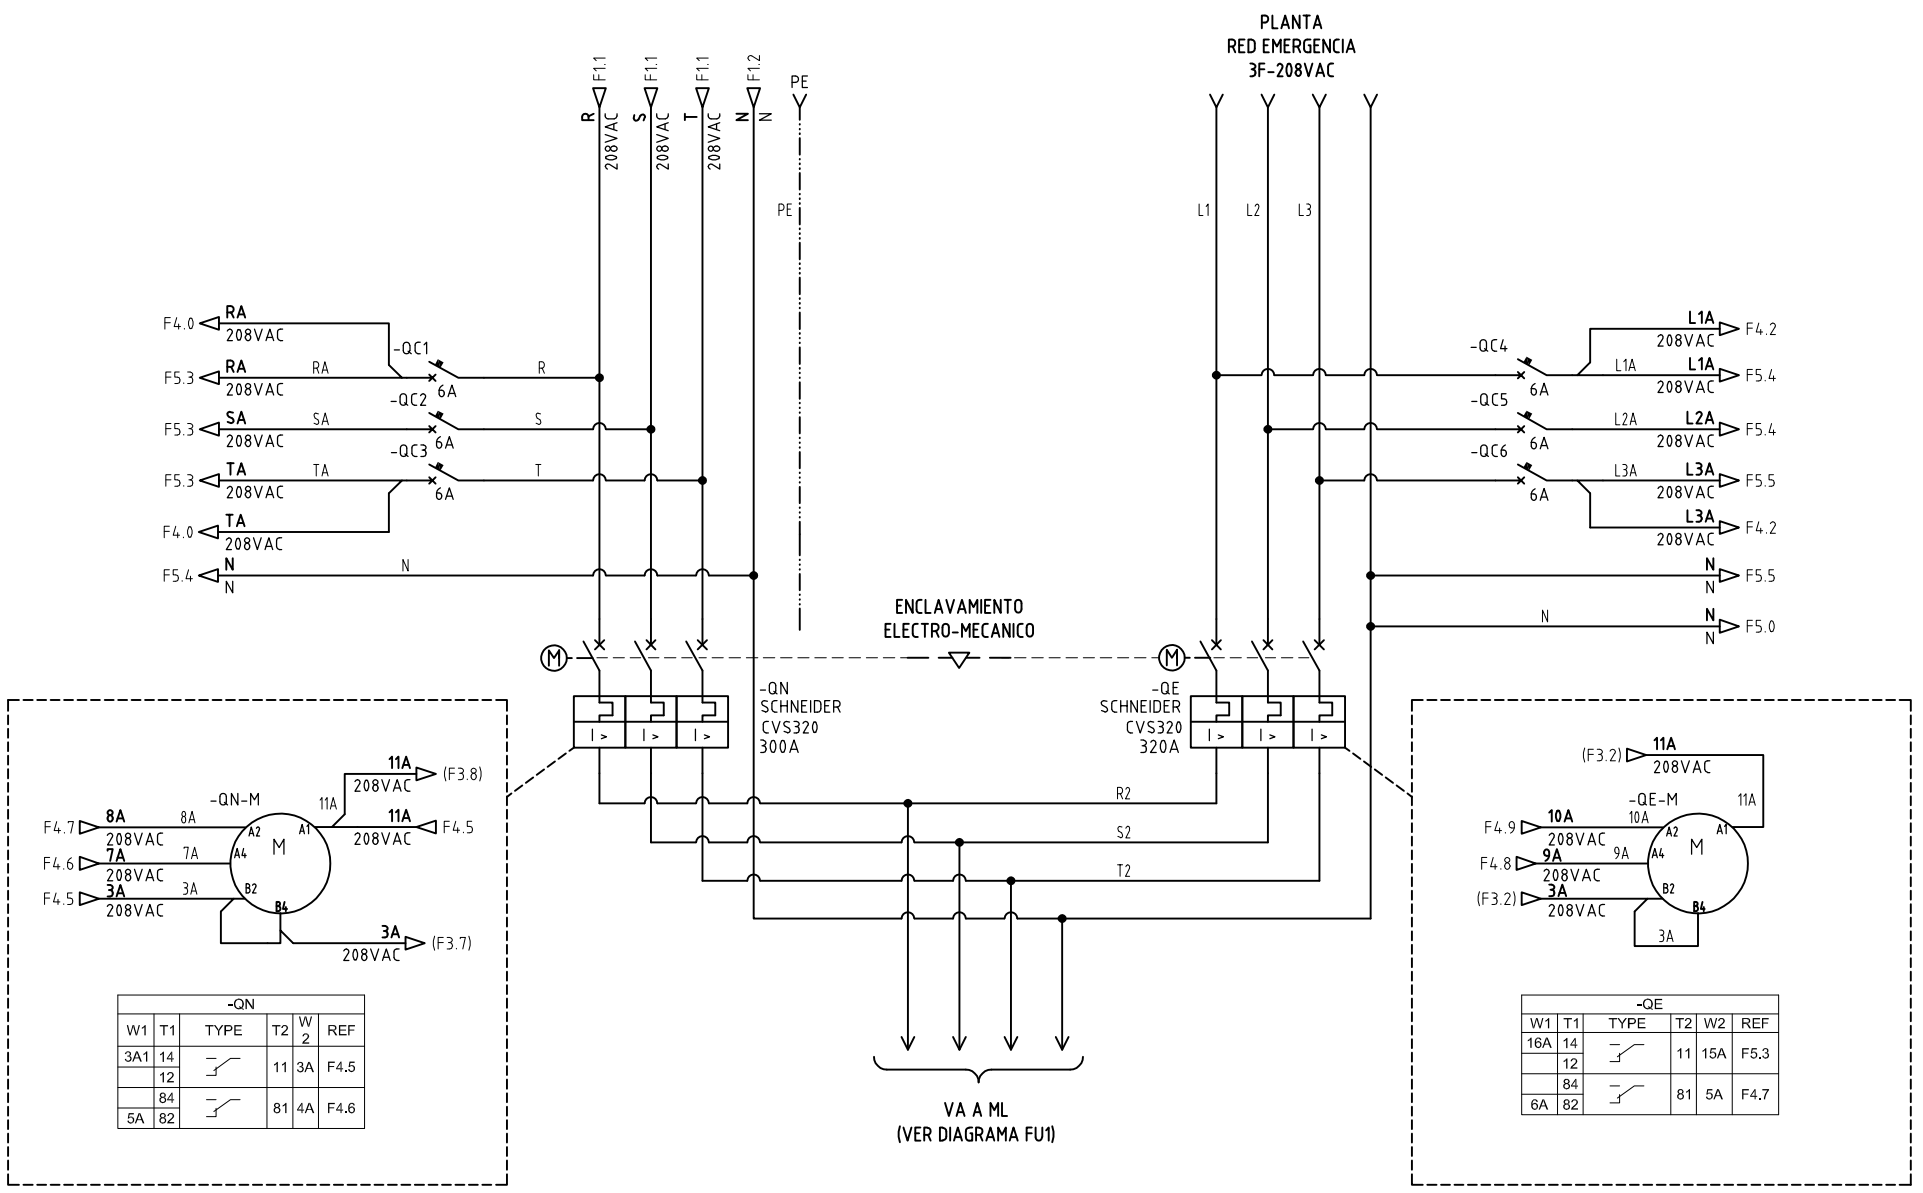 PLANTA
RED EMERGENCIA
3F-208VAC
F1.1
F1.1
F1.1
F1.2
PE
R
208VAC
S
208VAC
T
208VAC
N
N
PE
L1
L2
L3
F4.0
RA
208VAC
F5.3
RA
208VAC
RA
-QC1
6A
R
F5.3
SA
208VAC
SA
-QC2
6A
S
F5.3
TA
208VAC
TA
-QC3
6A
T
F4.0
TA
208VAC
F5.4
N
N
N
-QC4
6A
L1A
L1A
208VAC
F4.2
L1A
208VAC
F5.4
-QC5
6A
L2A
L2A
208VAC
F5.4
-QC6
6A
L3A
L3A
208VAC
F5.5
L3A
208VAC
F4.2
N
N
F5.5
N
N
N
F5.0
ENCLAVAMIENTO
ELECTRO-MECANICO
M
M
-QN
SCHNEIDER
CVS320
300A
I >
I >
I >
-QE
SCHNEIDER
CVS320
320A
I >
I >
I >
R2
S2
T2
VA A ML
(VER DIAGRAMA FU1)
-QN-M
M
A2
A1
A4
B2
B4
F4.7
8A
208VAC
8A
F4.6
7A
208VAC
7A
F4.5
3A
208VAC
3A
11A
11A
208VAC
(F3.8)
11A
208VAC
F4.5
3A
208VAC
(F3.7)
-QN
W1 T1 TYPE T2 W2 REF
3A1 14 11 3A F4.5
12
84 81 4A F4.6
5A 82
(F3.2)
11A
208VAC
11A
-QE-M
M
A2
A1
A4
B2
B4
F4.9
10A
208VAC
10A
F4.8
9A
208VAC
9A
(F3.2)
3A
208VAC
3A
-QE
W1 T1 TYPE T2 W2 REF
16A 14 11 15A F5.3
12
84 81 5A F4.7
6A 82